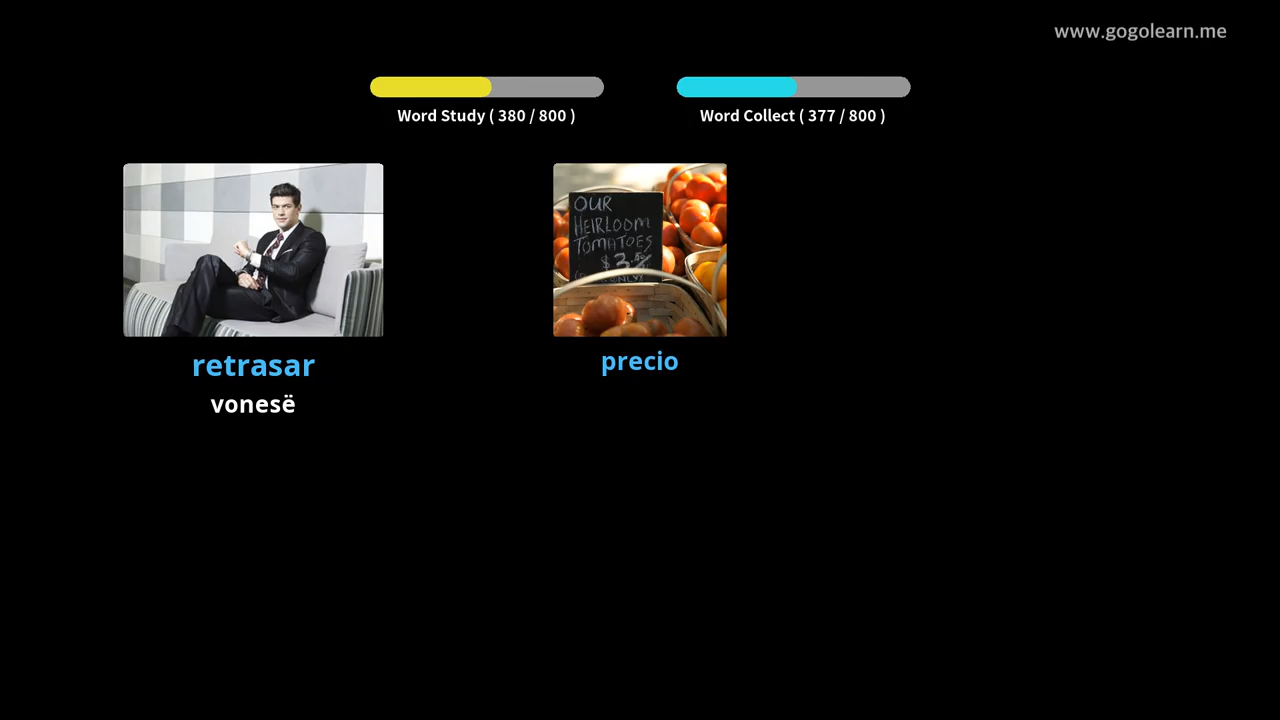 www.gogolearn.me
Word Study ( 380 / 800 )
Word Collect ( 377 / 800 )
OUR
HEIRLOOM
TOMATOES
retrasar
precio
vonesë